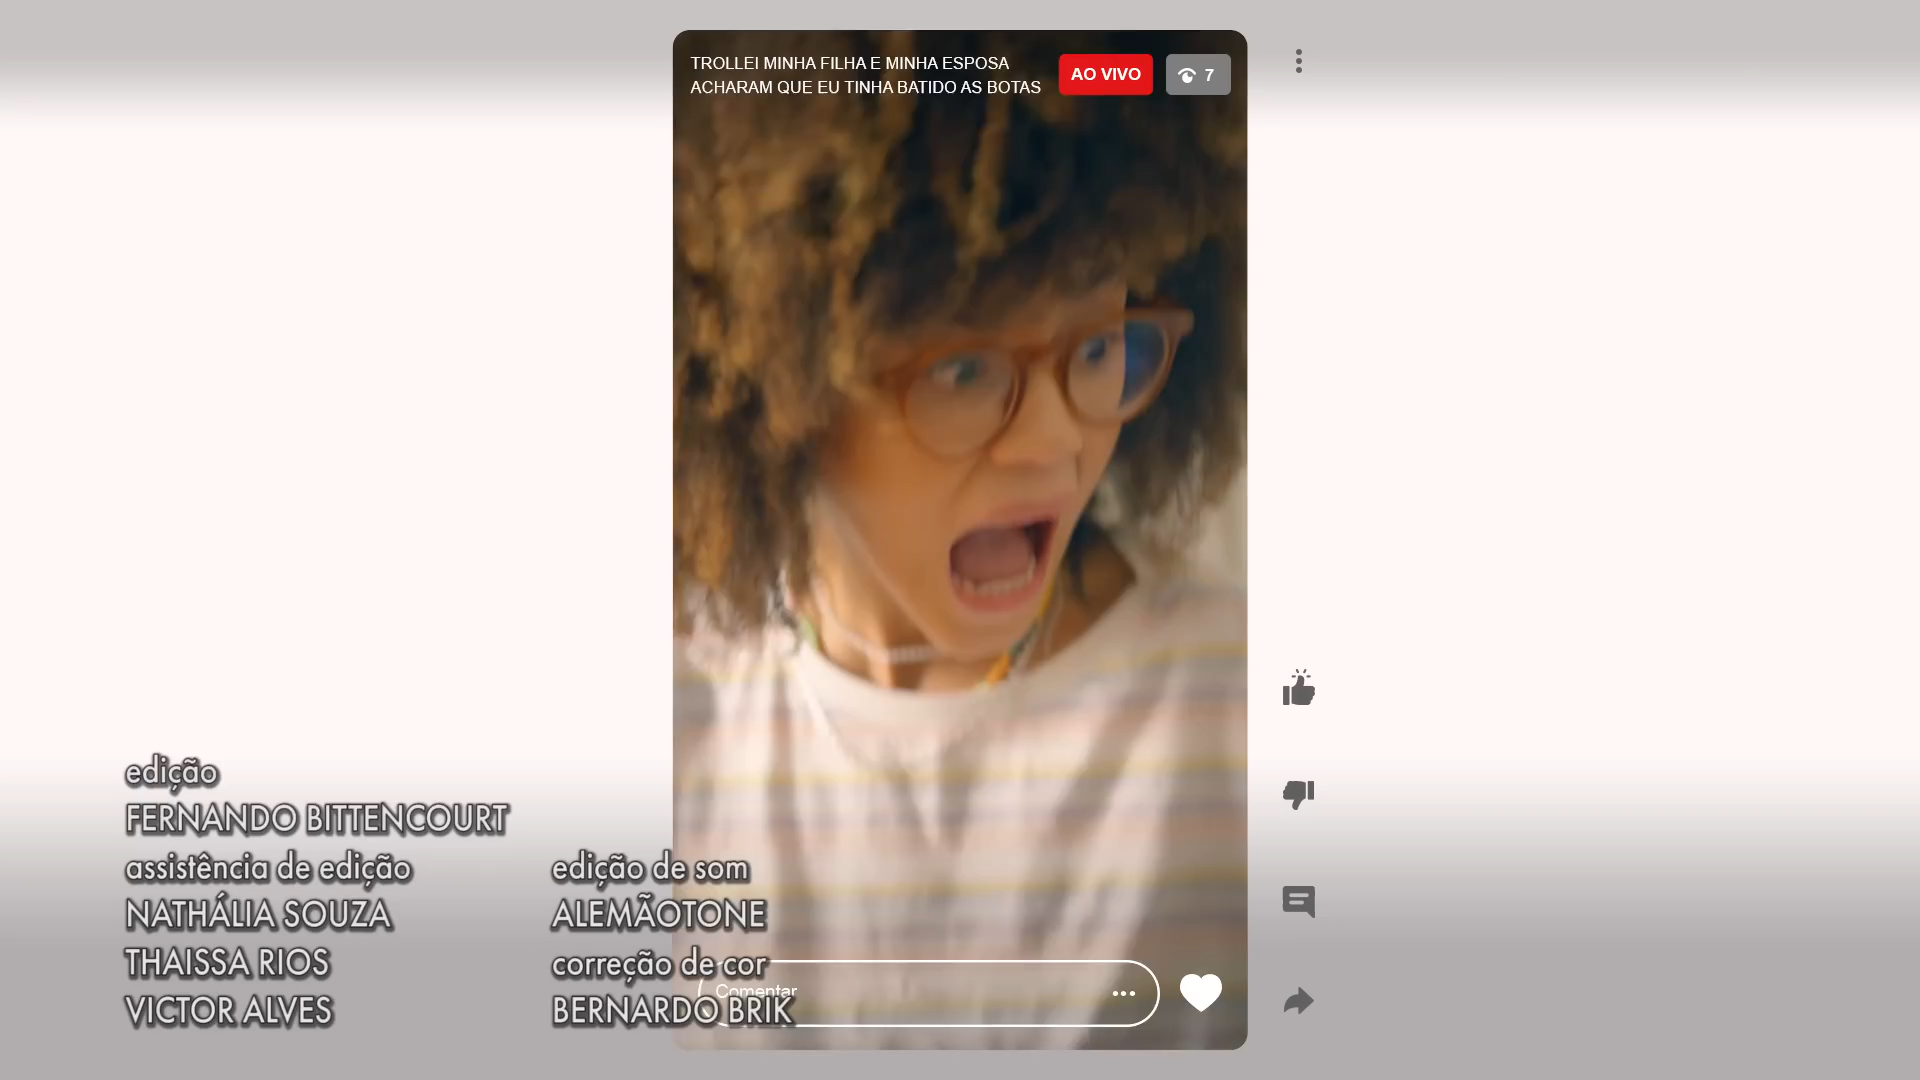 TROLLEI MINHA FILHA E MINHA ESPOSA
ACHARAM QUE EU TINHA BATIDO AS BOTAS
AO VIVO
7
edição
FERNANDO BITTENCOURT
assistência de edição
NATHÁLIA SOUZA
THAISSA RIOS
VICTOR ALVES
edição de som
ALEMÃOTONE
correção de cor
BERNARDO BRIK
Comentar